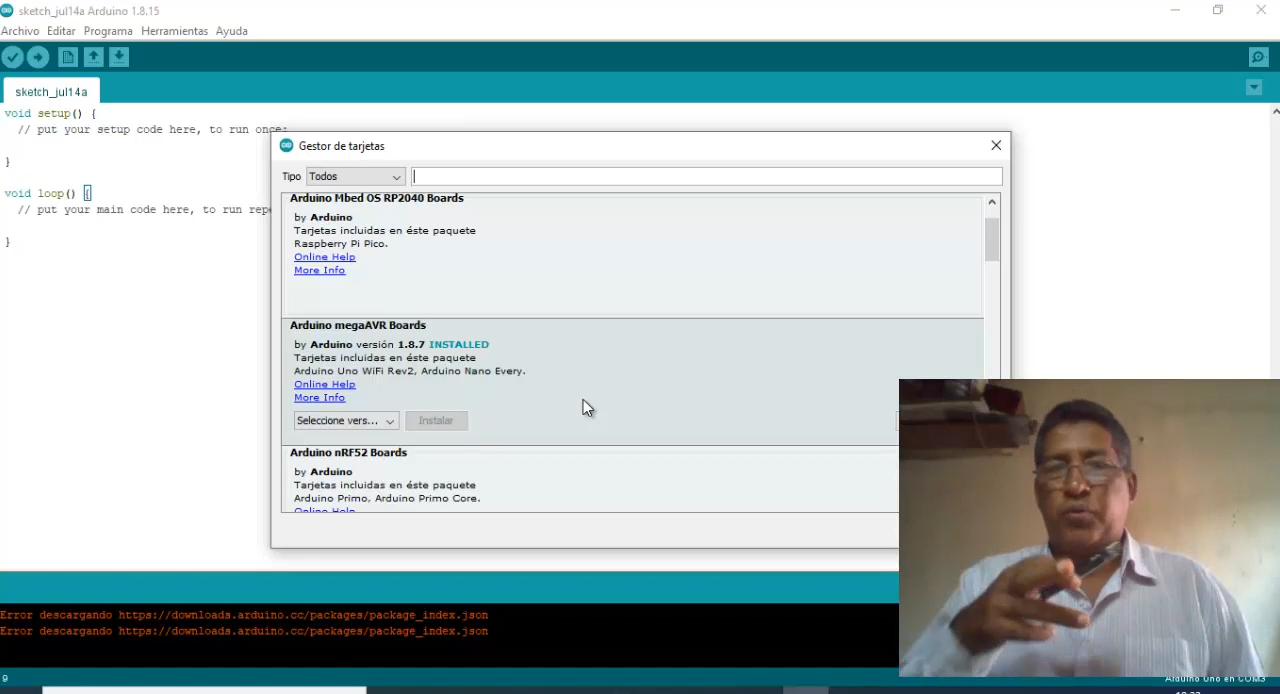 sketch_jul14a Arduino 1.8.15
Archivo Editar Programa Herramientas Ayuda
sketch_jul14a
void setup() {
// put your setup code here, to run once:
}
void loop() {
// put your main code here, to run repe
}
Gestor de tarjetas
Tipo Todos
Arduino Mbed OS RP2040 Boards
by Arduino
Tarjetas incluidas en éste paquete
Raspberry Pi Pico.
Online Help
More Info
Arduino megaAVR Boards
by Arduino versión 1.8.7 INSTALLED
Tarjetas incluidas en éste paquete
Arduino Uno WiFi Rev2, Arduino Nano Every.
Online Help
More Info
Seleccione vers... Instalar
Arduino nRF52 Boards
by Arduino
Tarjetas incluidas en éste paquete
Arduino Primo, Arduino Primo Core.
Online Help
Error descargando https://downloads.arduino.cc/packages/package_index.json
Error descargando https://downloads.arduino.cc/packages/package_index.json
9
Arduino Uno en COM3